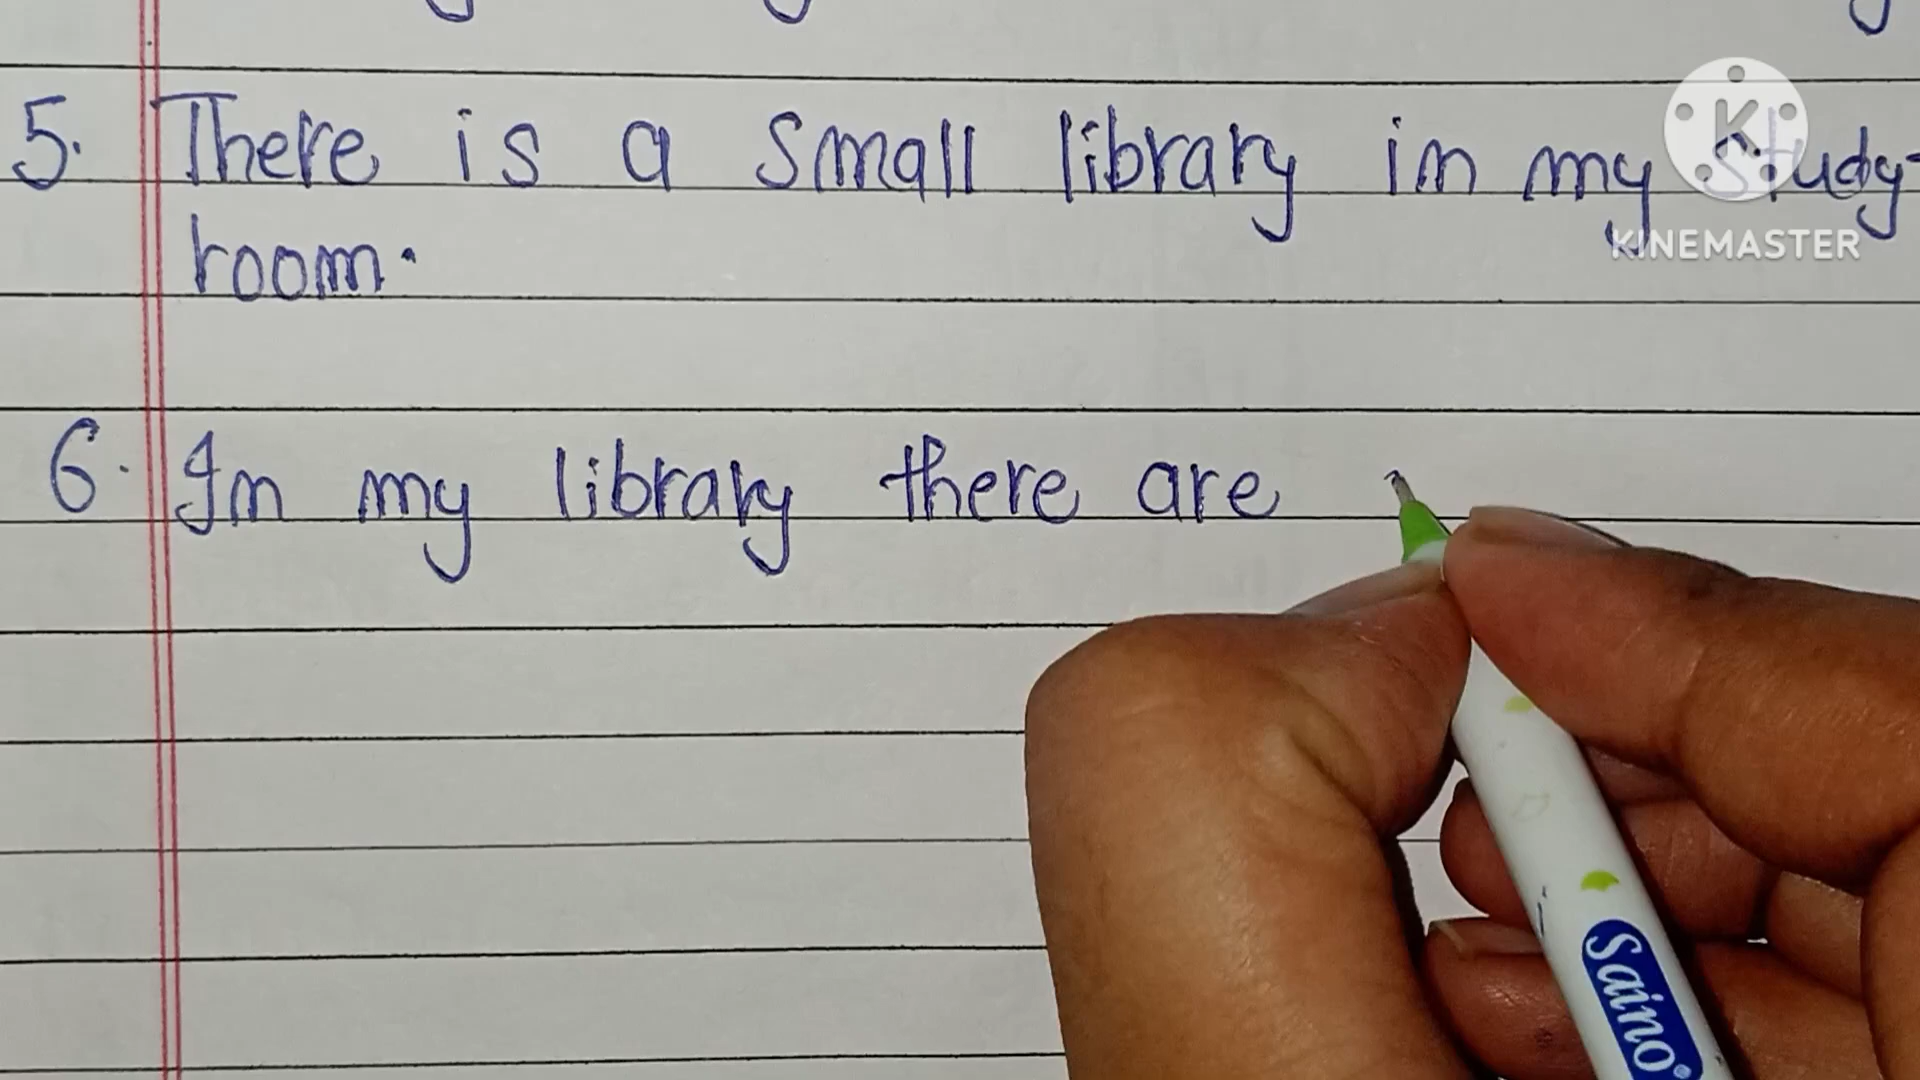 5. There is a small library in my study-
room.
6. In my library there are
KINEMASTER
Saino